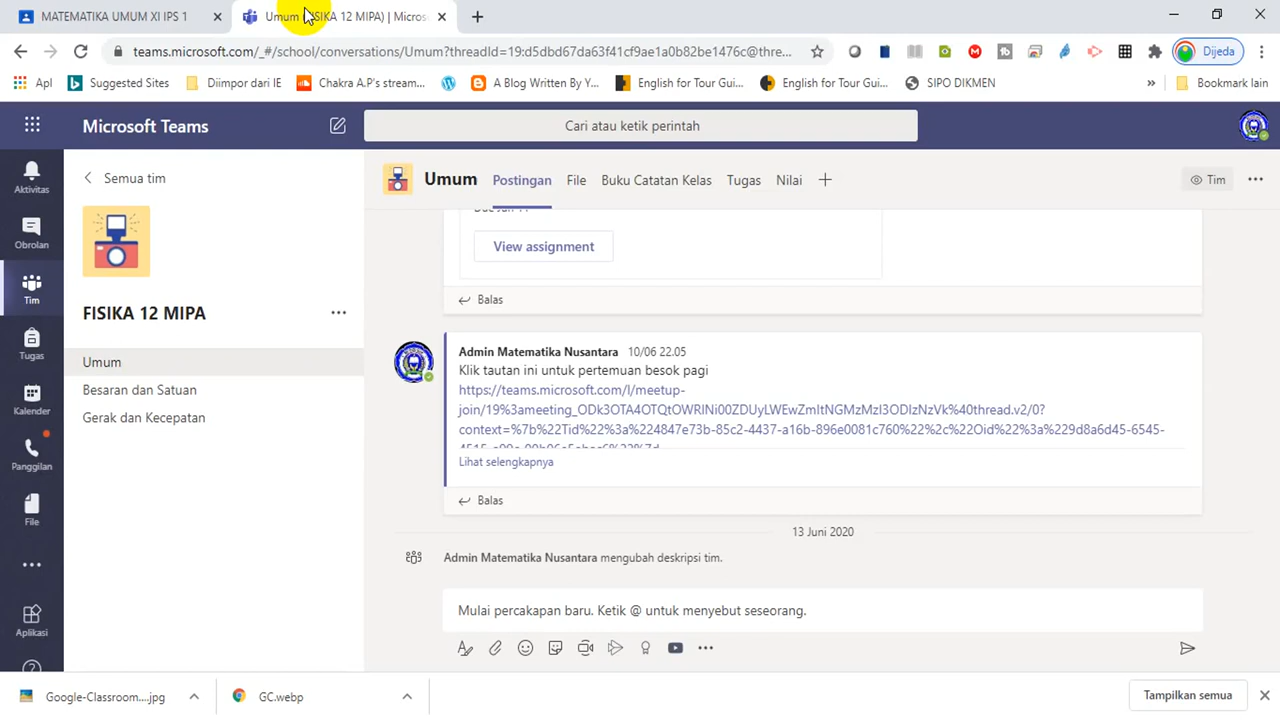 MATEMATIKA UMUM XI IPS 1
Umum (FISIKA 12 MIPA) | Micros
teams.microsoft.com/_#/school/conversations/Umum?threadId=19:d5dbd67da63f41cf9ae1a0b82be1476c@thre...
Dijeda
Apl
Suggested Sites
Diimpor dari IE
Chakra A.P's stream...
A Blog Written By Y...
English for Tour Gui...
English for Tour Gui...
SIPO DIKMEN
»
Bookmark lain
Microsoft Teams
Cari atau ketik perintah
Aktivitas
Obrolan
Tim
Tugas
Kalender
Panggilan
File
Aplikasi
Semua tim
FISIKA 12 MIPA
Umum
Besaran dan Satuan
Gerak dan Kecepatan
Umum
Postingan
File
Buku Catatan Kelas
Tugas
Nilai
Tim
View assignment
Balas
Admin Matematika Nusantara 10/06 22.05
Klik tautan ini untuk pertemuan besok pagi
https://teams.microsoft.com/l/meetup-
join/19%3ameeting_ODk3OTA4OTQtOWRlNi00ZDUyLWEwZmItNGMzMzI3ODIzNzVk%40thread.v2/0?
context=%7b%22Tid%22%3a%224847e73b-85c2-4437-a16b-896e0081c760%22%2c%22Oid%22%3a%229d8a6d45-6545-
Lihat selengkapnya
Balas
13 Juni 2020
Admin Matematika Nusantara mengubah deskripsi tim.
Mulai percakapan baru. Ketik @ untuk menyebut seseorang.
Google-Classroom....jpg
GC.webp
Tampilkan semua